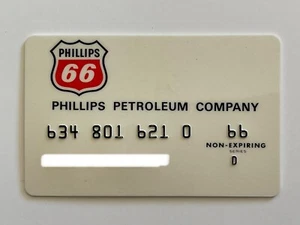 PHILLIPS
66
PHILLIPS PETROLEUM COMPANY
634 801 621 0 66
NON-EXPIRING
SERIES
D